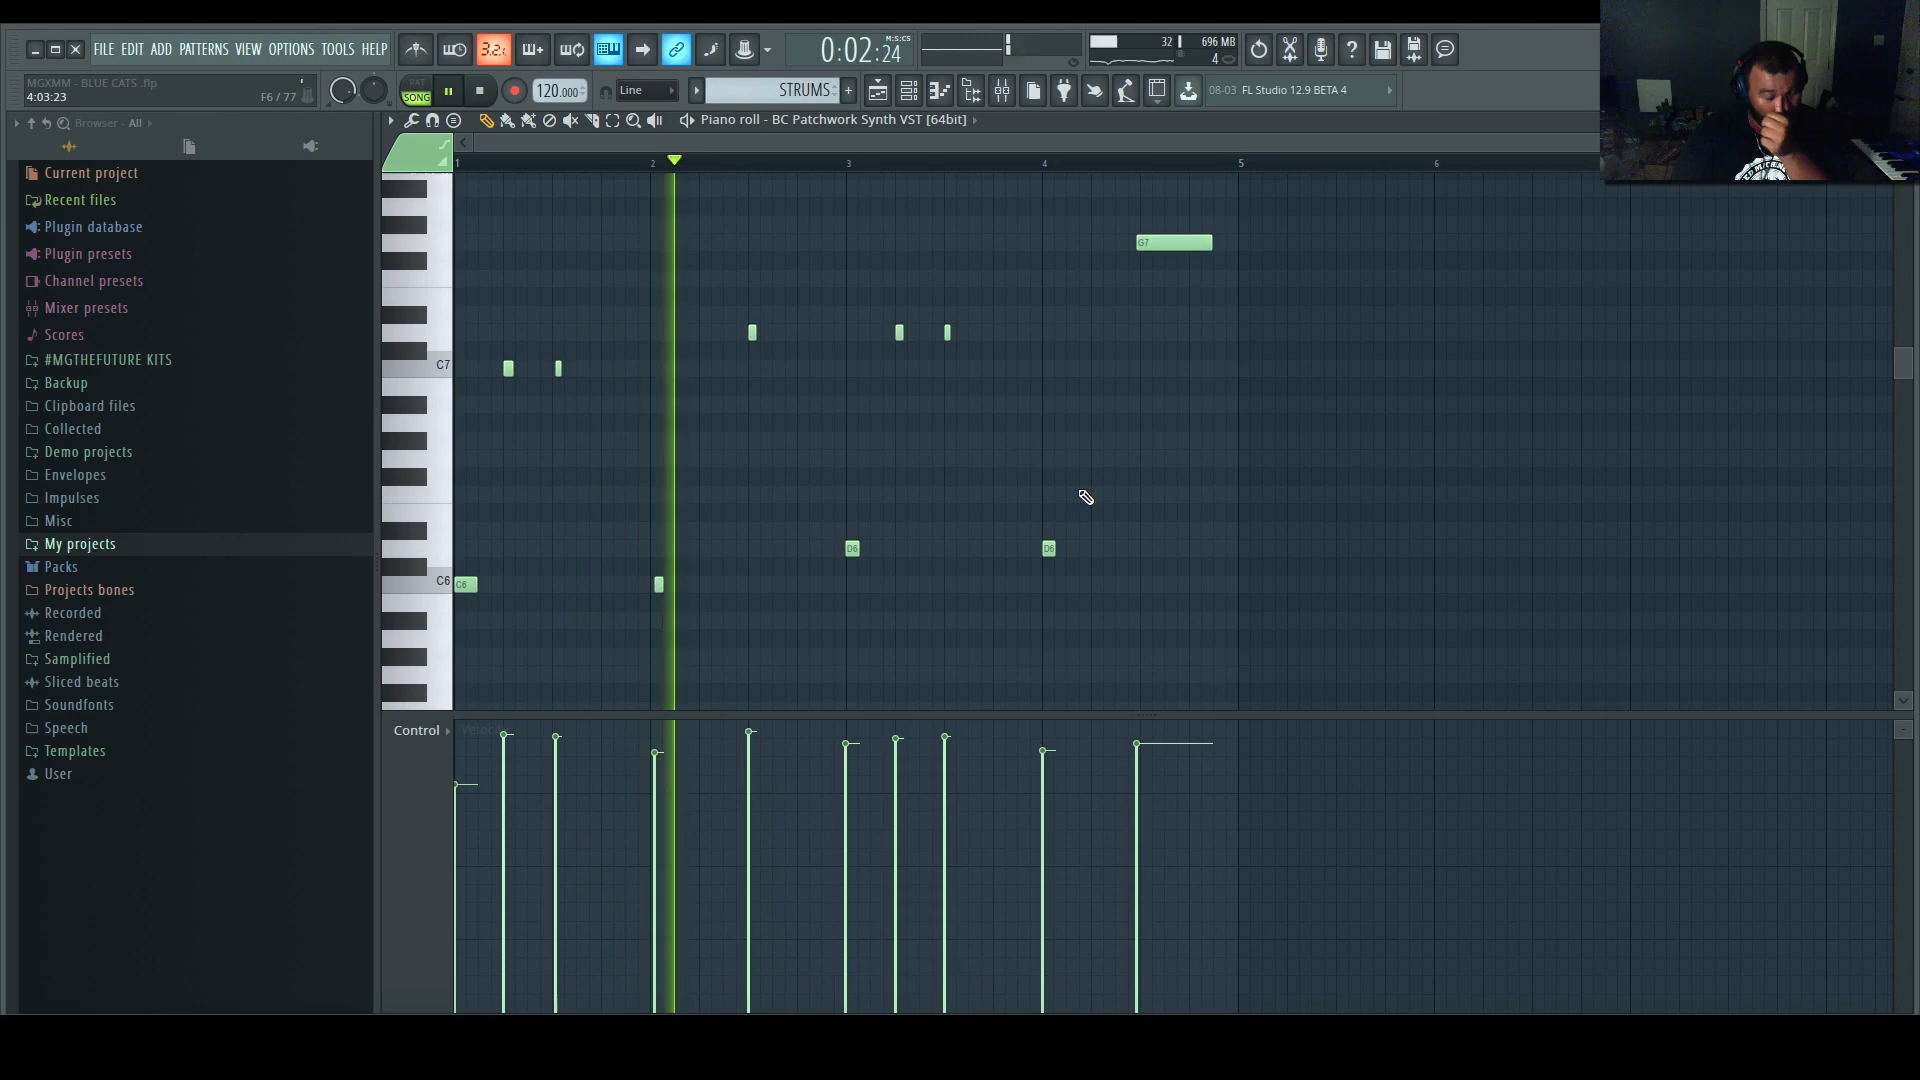 FILE EDIT ADD PATTERNS VIEW OPTIONS TOOLS HELP
3.2.
0:02:24
M:S:CS
32
696 MB
4
MGXMM - BLUE CATS .flp
4:03:23
F6 / 77
PAT
SONG
120.000
Line
STRUMS
08-03 FL Studio 12.9 BETA 4
Browser - All
Piano roll - BC Patchwork Synth VST [64bit]
1 2 3 4 5 6
Current project
Recent files
Plugin database
Plugin presets
Channel presets
Mixer presets
Scores
#MGTHEFUTURE KITS
Backup
Clipboard files
Collected
Demo projects
Envelopes
Impulses
Misc
My projects
Packs
Projects bones
Recorded
Rendered
Samplified
Sliced beats
Soundfonts
Speech
Templates
User
G7
C7
D6
D6
C6
C6
Control
Velocity